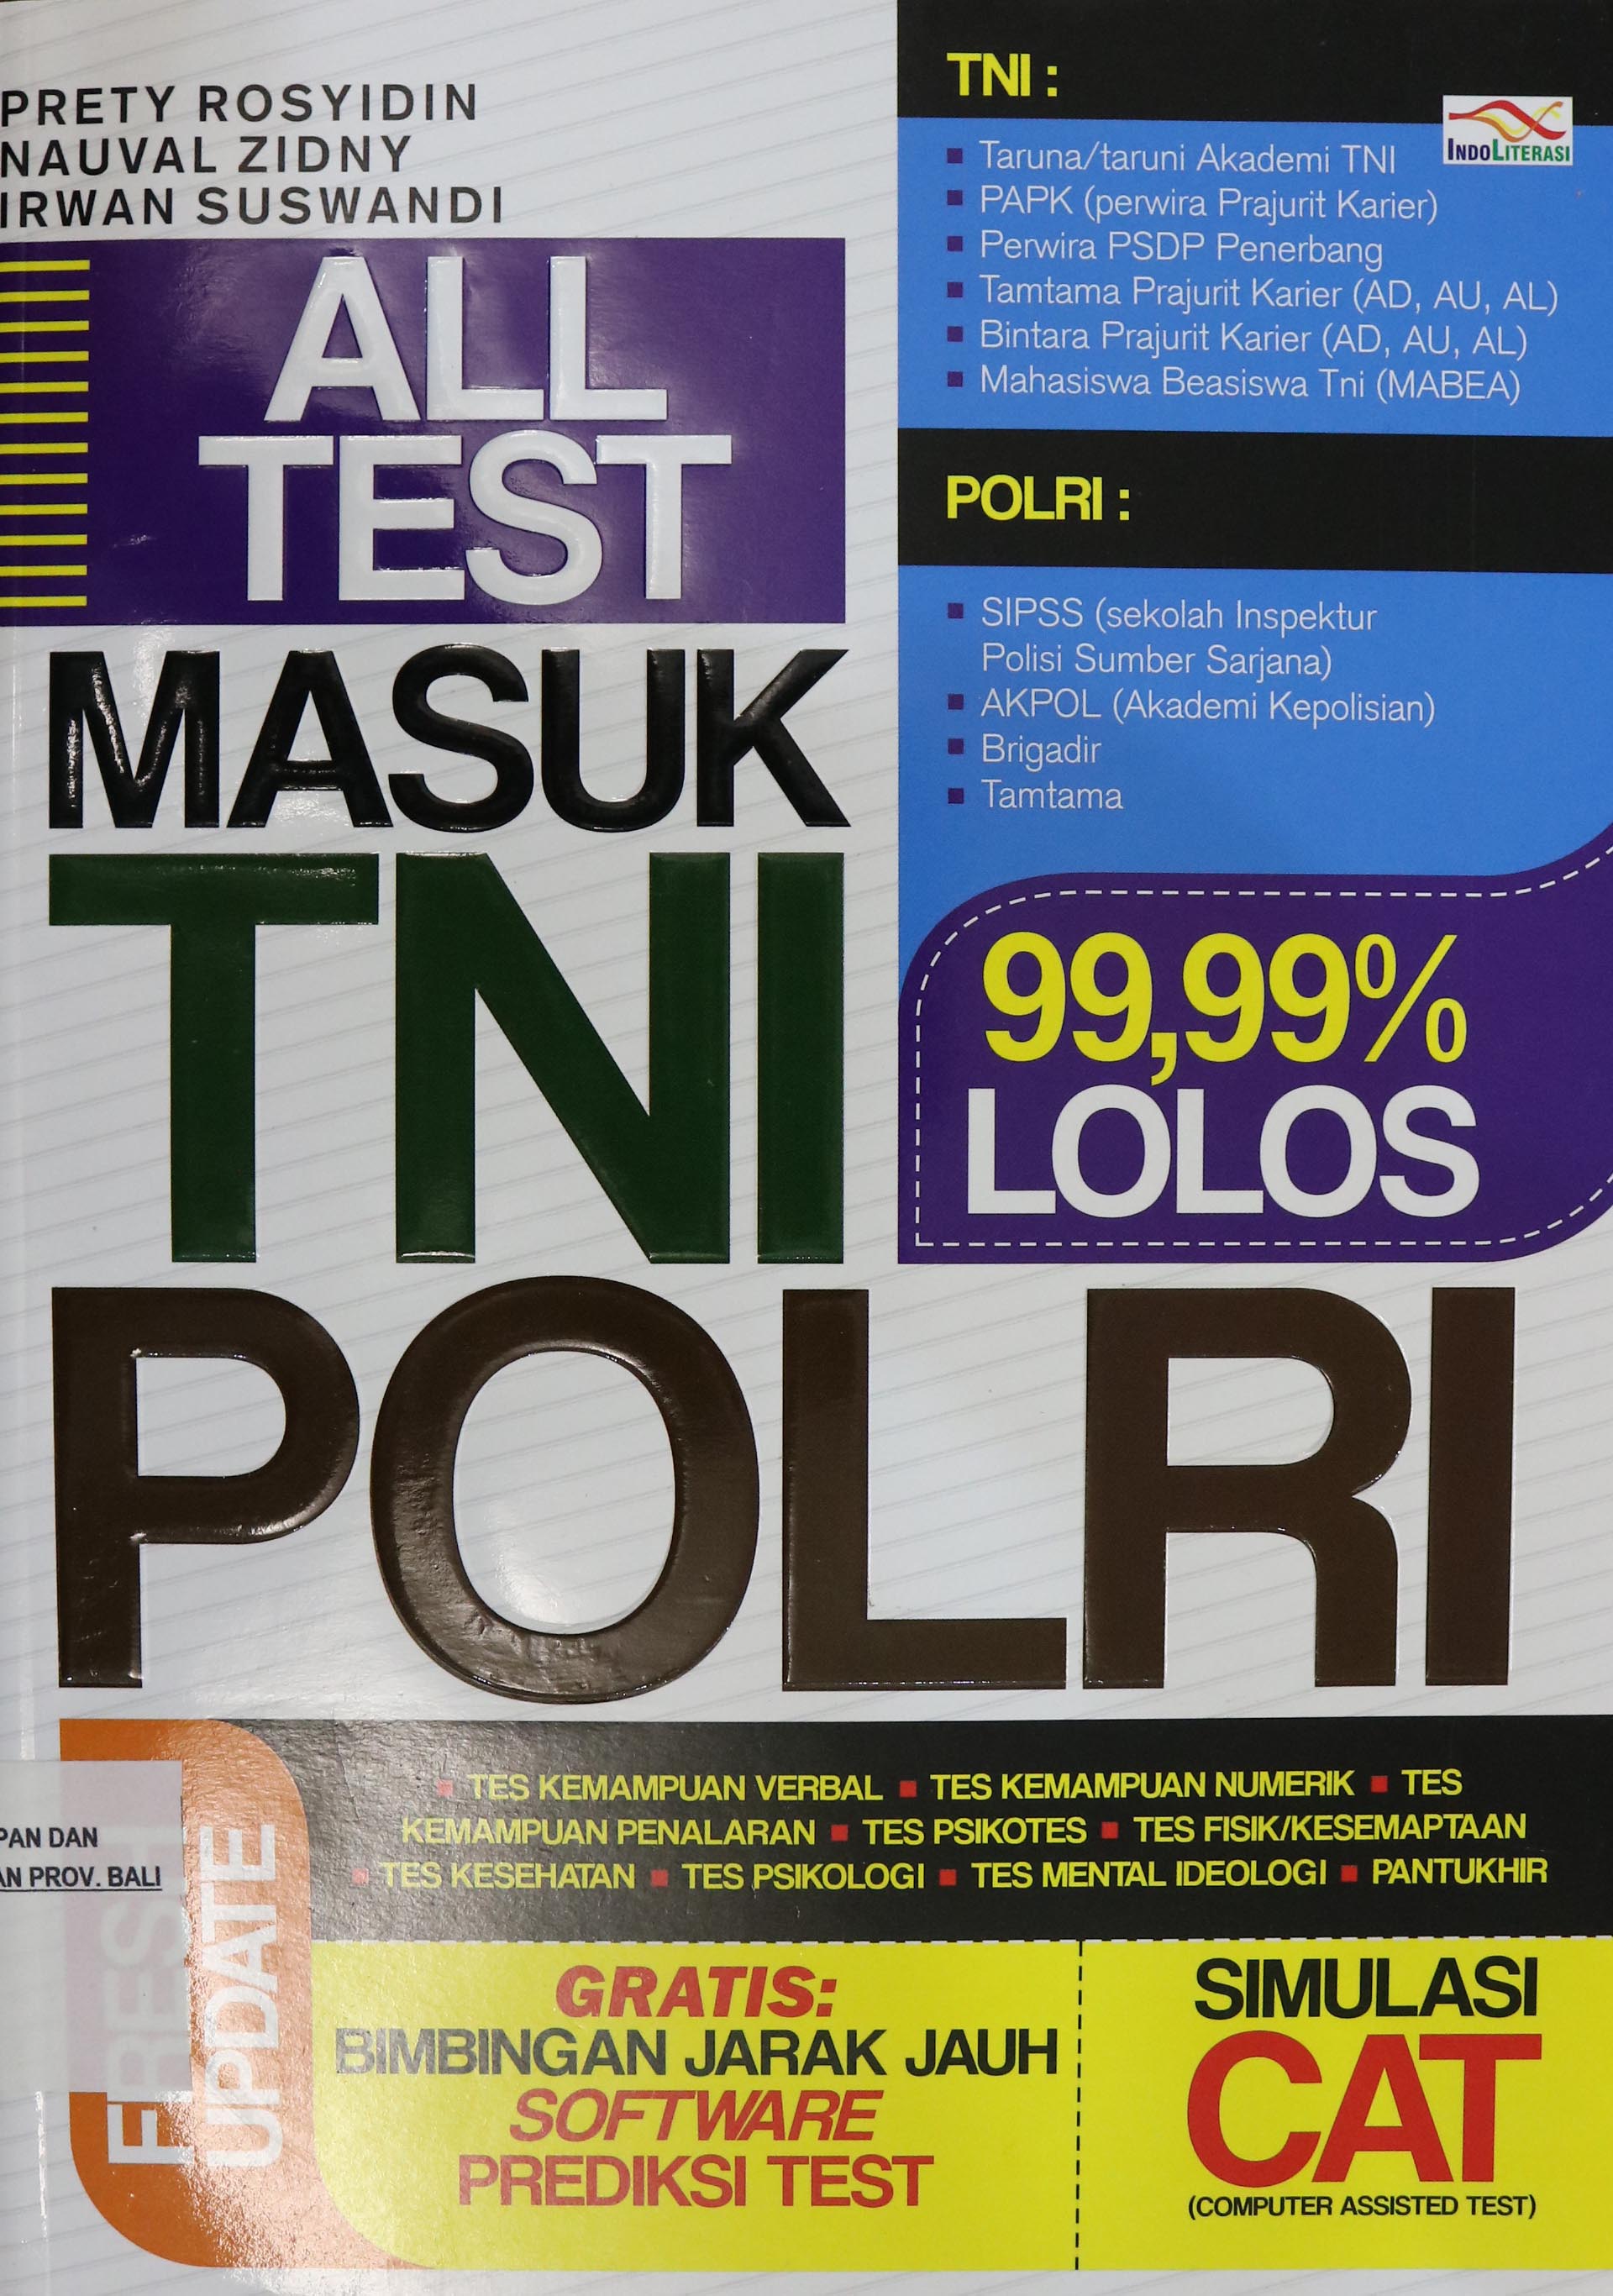 PRETY ROSYIDIN
NAUVAL ZIDNY
IRWAN SUSWANDI
ALL
TEST
MASUK
TNI
POLRI
TNI :
INDOLITERASI
Taruna/taruni Akademi TNI
PAPK (perwira Prajurit Karier)
Perwira PSDP Penerbang
Tamtama Prajurit Karier (AD, AU, AL)
Bintara Prajurit Karier (AD, AU, AL)
Mahasiswa Beasiswa Tni (MABEA)
POLRI :
SIPSS (sekolah Inspektur
Polisi Sumber Sarjana)
AKPOL (Akademi Kepolisian)
Brigadir
Tamtama
99,99%
LOLOS
FRESH
UPDATE
PAN DAN
AN PROV. BALI
▪ TES KEMAMPUAN VERBAL ▪ TES KEMAMPUAN NUMERIK ▪ TES
KEMAMPUAN PENALARAN ▪ TES PSIKOTES ▪ TES FISIK/KESEMAPTAAN
▪ TES KESEHATAN ▪ TES PSIKOLOGI ▪ TES MENTAL IDEOLOGI ▪ PANTUKHIR
GRATIS:
BIMBINGAN JARAK JAUH
SOFTWARE
PREDIKSI TEST
SIMULASI
CAT
(COMPUTER ASSISTED TEST)